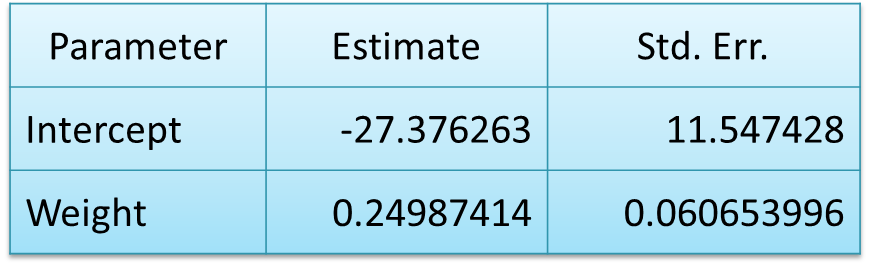 Parameter Estimate Std. Err.
Intercept -27.376263 11.547428
Weight 0.24987414 0.060653996